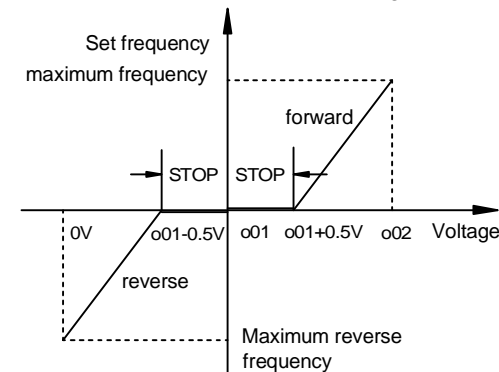 Set frequency
maximum frequency
forward
STOP STOP
0V o01-0.5V o01 o01+0.5V o02 Voltage
reverse
Maximum reverse
frequency